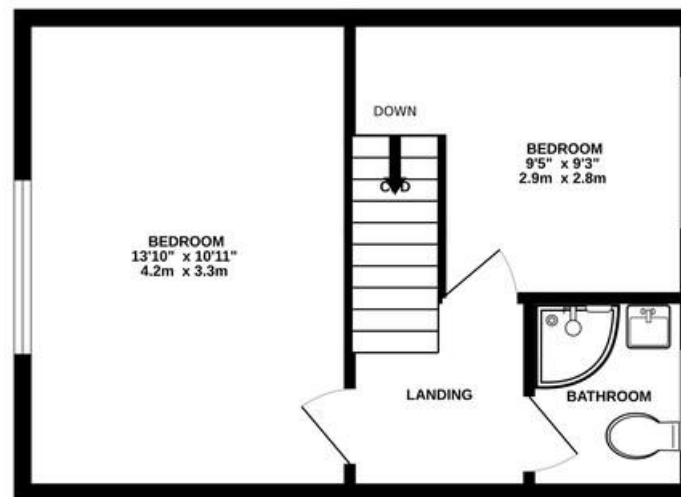 DOWN
BEDROOM
9'5" x 9'3"
2.9m x 2.8m
BEDROOM
13'10" x 10'11"
4.2m x 3.3m
LANDING
BATHROOM